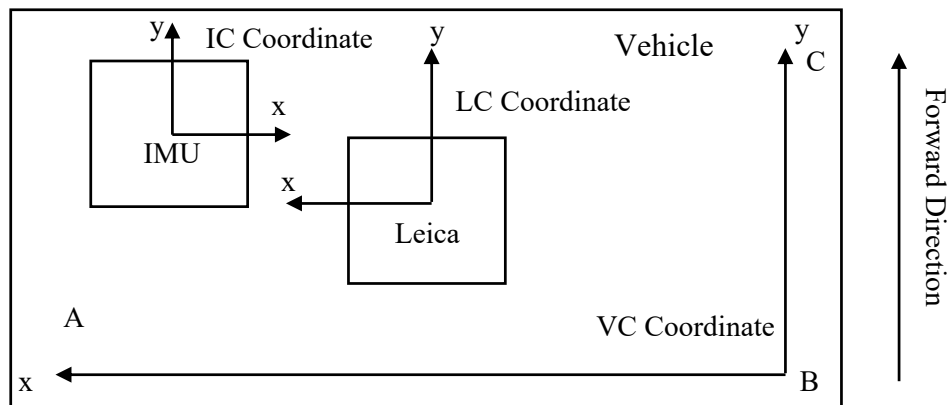 y IC Coordinate
y
Vehicle
y
C
x
LC Coordinate
IMU
x
Leica
Forward Direction
A
VC Coordinate
x
B